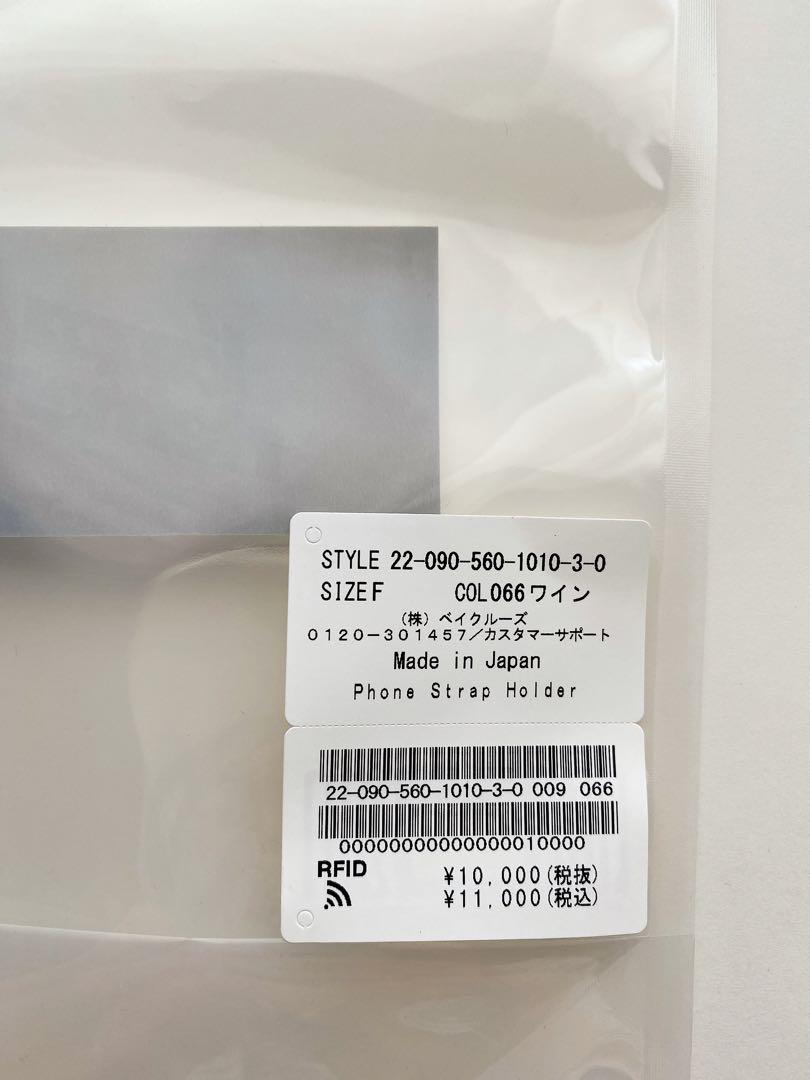 STYLE 22-090-560-1010-3-0
SIZE F COL 066 ワイン
(株) ベイクルーズ
0120-301457/カスタマーサポート
Made in Japan
Phone Strap Holder
22-090-560-1010-3-0 009 066
00000000000000010000
RFID
¥10,000(税抜)
¥11,000(税込)